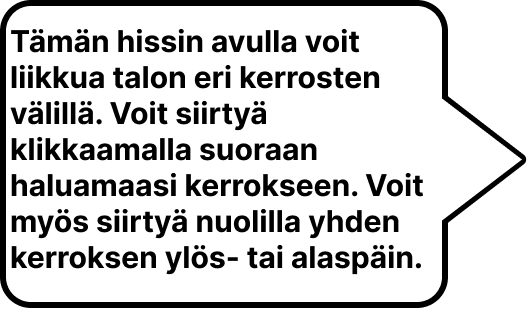 Tämän hissin avulla voit
liikkua talon eri kerrosten
välillä. Voit siirtyä
klikkaamalla suoraan
haluamaasi kerrokseen. Voit
myös siirtyä nuolilla yhden
kerroksen ylös- tai alaspäin.